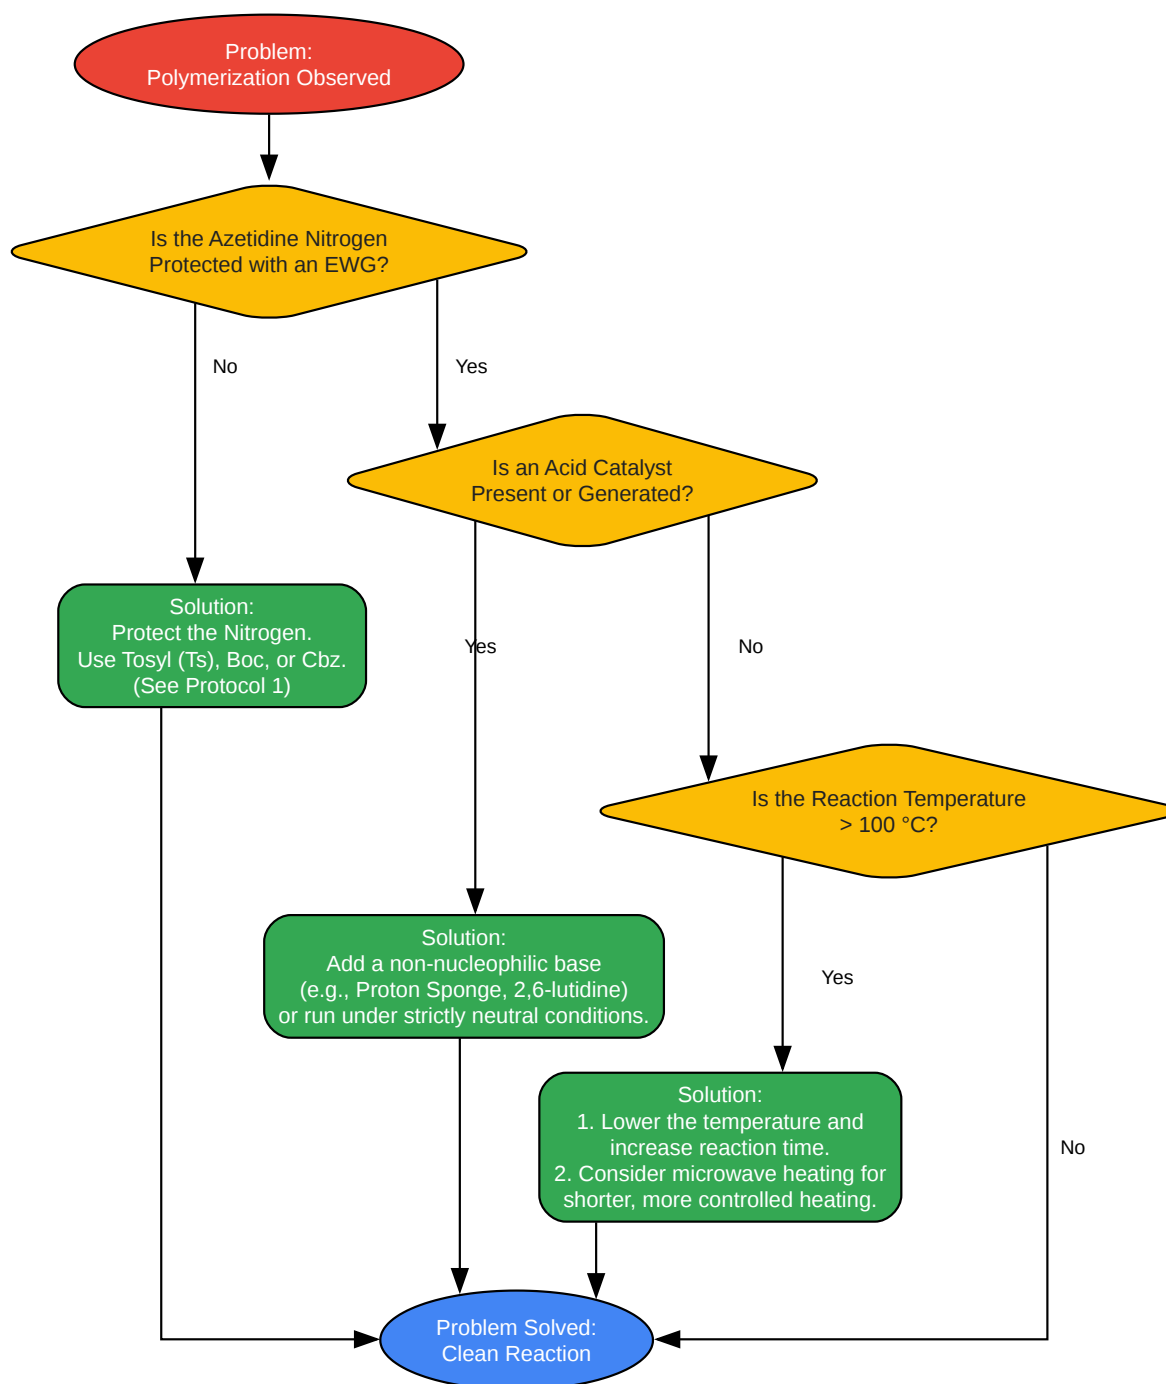 Problem:
Polymerization Observed
Is the Azetidine Nitrogen
Protected with an EWG?
No
Yes
Is an Acid Catalyst
Present or Generated?
Solution:
Protect the Nitrogen.
Use Tosyl (Ts), Boc, or Cbz.
(See Protocol 1)
Yes
No
Is the Reaction Temperature
> 100 °C?
Solution:
Add a non-nucleophilic base
(e.g., Proton Sponge, 2,6-lutidine)
or run under strictly neutral conditions.
Yes
Solution:
1. Lower the temperature and
increase reaction time.
2. Consider microwave heating for
shorter, more controlled heating.
No
Problem Solved:
Clean Reaction